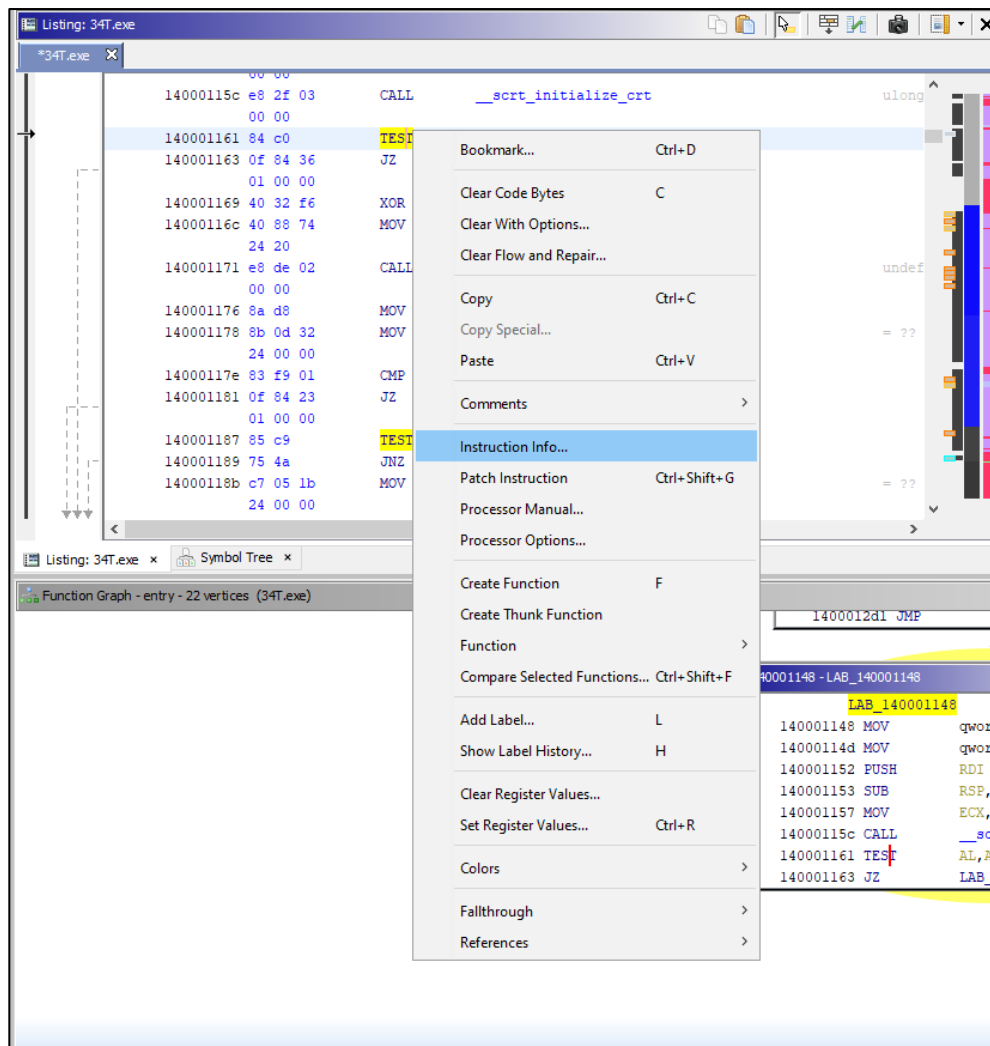 Listing: 34T.exe
*34T.exe
00 00
14000115c e8 2f 03 CALL __scrt_initialize_crt ulong
00 00
140001161 84 c0 TEST
140001163 0f 84 36 JZ
01 00 00
140001169 40 32 f6 XOR
14000116c 40 88 74 MOV
24 20
140001171 e8 de 02 CALL undef
00 00
140001176 8a d8 MOV
140001178 8b 0d 32 MOV = ??
24 00 00
14000117e 83 f9 01 CMP
140001181 0f 84 23 JZ
01 00 00
140001187 85 c9 TEST
140001189 75 4a JNZ
14000118b c7 05 1b MOV = ??
24 00 00
Bookmark... Ctrl+D
Clear Code Bytes C
Clear With Options...
Clear Flow and Repair...
Copy Ctrl+C
Copy Special...
Paste Ctrl+V
Comments
Instruction Info...
Patch Instruction Ctrl+Shift+G
Processor Manual...
Processor Options...
Create Function F
Create Thunk Function
Function
Compare Selected Functions... Ctrl+Shift+F
Add Label... L
Show Label History... H
Clear Register Values...
Set Register Values... Ctrl+R
Colors
Fallthrough
References
Listing: 34T.exe
Symbol Tree
Function Graph - entry - 22 vertices (34T.exe)
1400012d1 JMP
40001148 - LAB_140001148
LAB_140001148
140001148 MOV qwor
14000114d MOV qwor
140001152 PUSH RDI
140001153 SUB RSP,
140001157 MOV ECX,
14000115c CALL __sc
140001161 TEST AL,A
140001163 JZ LAB_